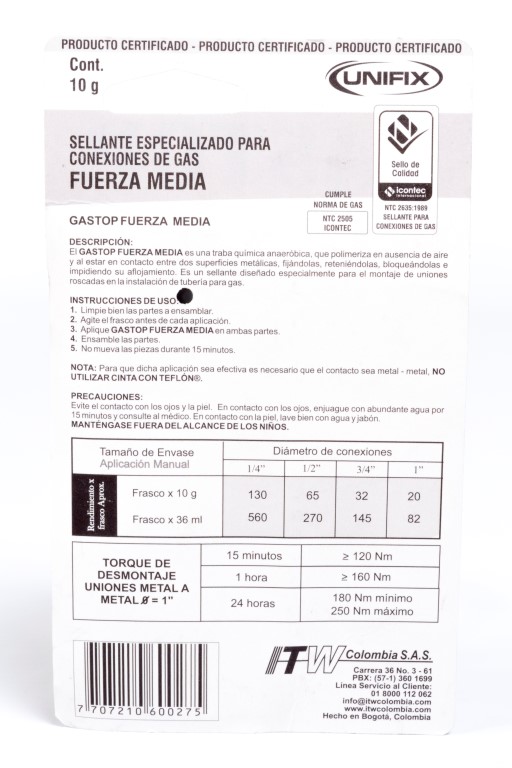 PRODUCTO CERTIFICADO - PRODUCTO CERTIFICADO - PRODUCTO CERTIFICADO
Cont.
10 g
UNIFIX
SELLANTE ESPECIALIZADO PARA
CONEXIONES DE GAS
FUERZA MEDIA
Sello de
Calidad
icontec
internacional
CUMPLE
NORMA DE GAS
NTC 2505
ICONTEC
NTC 2635:1989
SELLANTE PARA
CONEXIONES DE GAS
GASTOP FUERZA MEDIA
DESCRIPCIÓN:
El GASTOP FUERZA MEDIA es una traba química anaeróbica, que polimeriza en ausencia de aire
y al estar en contacto entre dos superficies metálicas, fijándolas, reteniéndolas, bloqueándolas e
impidiendo su aflojamiento. Es un sellante diseñado especialmente para el montaje de uniones
roscadas en la instalación de tubería para gas.
INSTRUCCIONES DE USO:
1. Limpie bien las partes a ensamblar.
2. Agite el frasco antes de cada aplicación.
3. Aplique GASTOP FUERZA MEDIA en ambas partes.
4. Ensamble las partes.
5. No mueva las piezas durante 15 minutos.
NOTA: Para que dicha aplicación sea efectiva es necesario que el contacto sea metal - metal, NO
UTILIZAR CINTA CON TEFLÓN®.
PRECAUCIONES:
Evite el contacto con los ojos y la piel. En contacto con los ojos, enjuague con abundante agua por
15 minutos y consulte al médico. En contacto con la piel, lave bien con agua y jabón.
MANTÉNGASE FUERA DEL ALCANCE DE LOS NIÑOS.
Tamaño de Envase
Aplicación Manual
Diámetro de conexiones
1/4" 1/2" 3/4" 1"
Rendimiento x
frasco Aprox.
Frasco x 10 g 130 65 32 20
Frasco x 36 ml 560 270 145 82
TORQUE DE
DESMONTAJE
UNIONES METAL A
METAL Ø = 1"
15 minutos ≥ 120 Nm
1 hora ≥ 160 Nm
24 horas 180 Nm mínimo
250 Nm máximo
7 707210 600275
ITW Colombia S.A.S.
Carrera 36 No. 3 - 61
PBX: (57-1) 360 1699
Linea Servicio al Cliente:
01 8000 112 062
info@itwcolombia.com
www.itwcolombia.com
Hecho en Bogotá, Colombia